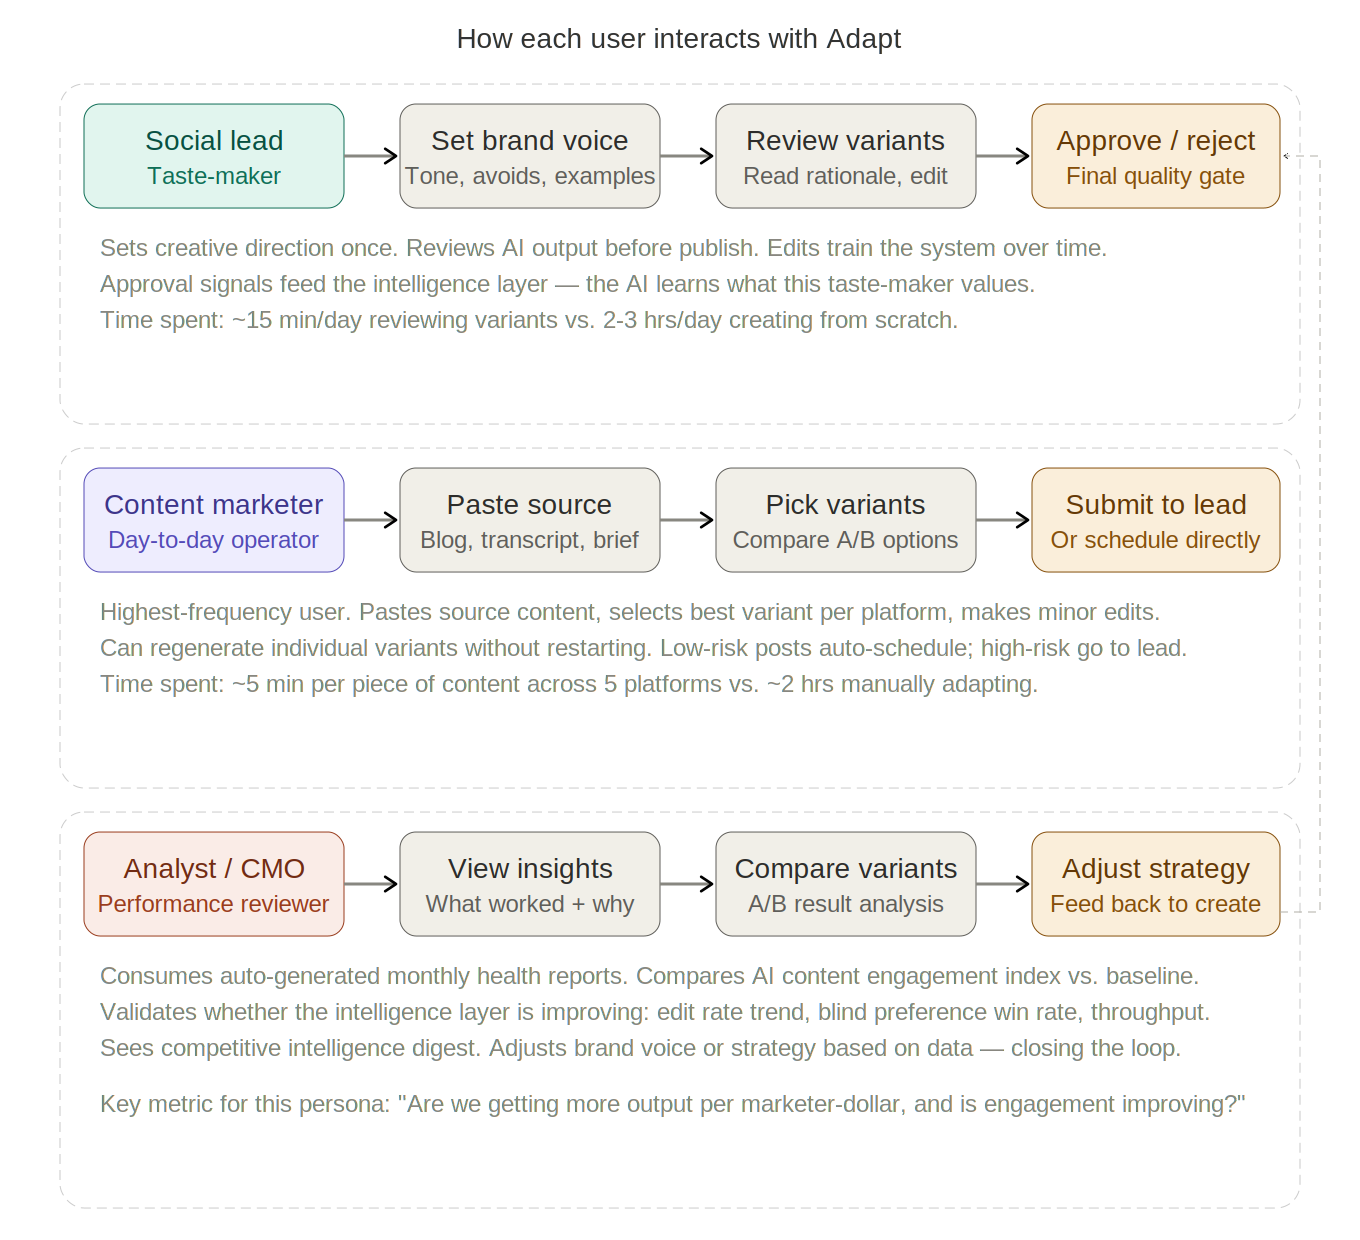 How each user interacts with Adapt
Social lead
Taste-maker
Set brand voice
Tone, avoids, examples
Review variants
Read rationale, edit
Approve / reject
Final quality gate
Sets creative direction once. Reviews AI output before publish. Edits train the system over time.
Approval signals feed the intelligence layer — the AI learns what this taste-maker values.
Time spent: ~15 min/day reviewing variants vs. 2-3 hrs/day creating from scratch.
Content marketer
Day-to-day operator
Paste source
Blog, transcript, brief
Pick variants
Compare A/B options
Submit to lead
Or schedule directly
Highest-frequency user. Pastes source content, selects best variant per platform, makes minor edits.
Can regenerate individual variants without restarting. Low-risk posts auto-schedule; high-risk go to lead.
Time spent: ~5 min per piece of content across 5 platforms vs. ~2 hrs manually adapting.
Analyst / CMO
Performance reviewer
View insights
What worked + why
Compare variants
A/B result analysis
Adjust strategy
Feed back to create
Consumes auto-generated monthly health reports. Compares AI content engagement index vs. baseline.
Validates whether the intelligence layer is improving: edit rate trend, blind preference win rate, throughput.
Sees competitive intelligence digest. Adjusts brand voice or strategy based on data — closing the loop.
Key metric for this persona: "Are we getting more output per marketer-dollar, and is engagement improving?"